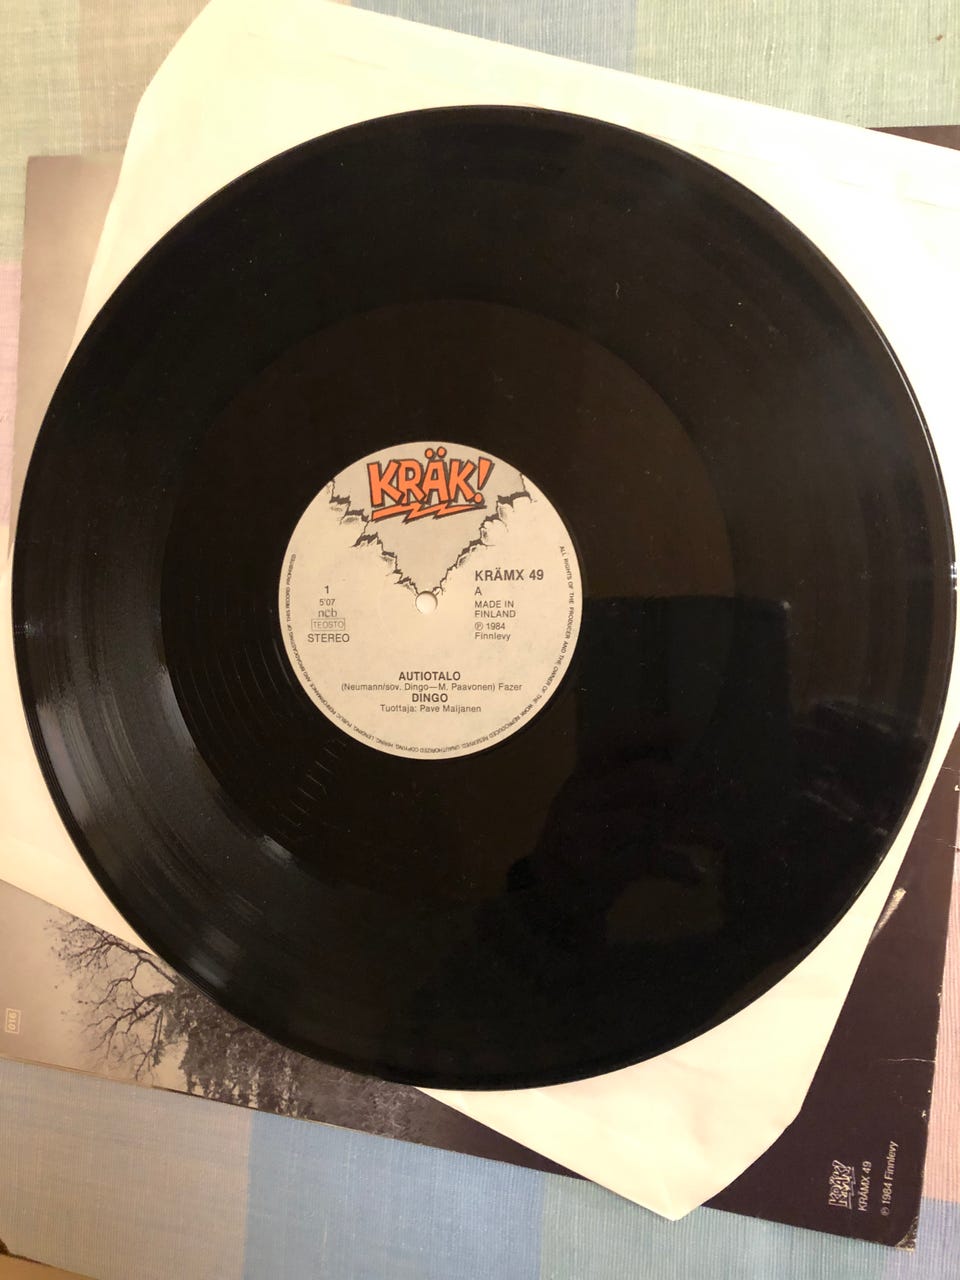 KRÄK!
KRÄMX 49
A
MADE IN
FINLAND
℗ 1984
Finnlevy
1
5'07
ncb
TEOSTO
STEREO
AUTIOTALO
(Neumann/sov. Dingo—M. Paavonen) Fazer
DINGO
Tuottaja: Pave Maijanen
ALL RIGHTS OF THE PRODUCER AND THE OWNER OF THE WORK REPRODUCED RESERVED. UNAUTHORIZED COPYING, HIRING, LENDING, PUBLIC PERFORMANCE AND BROADCASTING OF THIS RECORD PROHIBITED
016
KRÄK!
KRÄMX 49
℗ 1984 Finnlevy